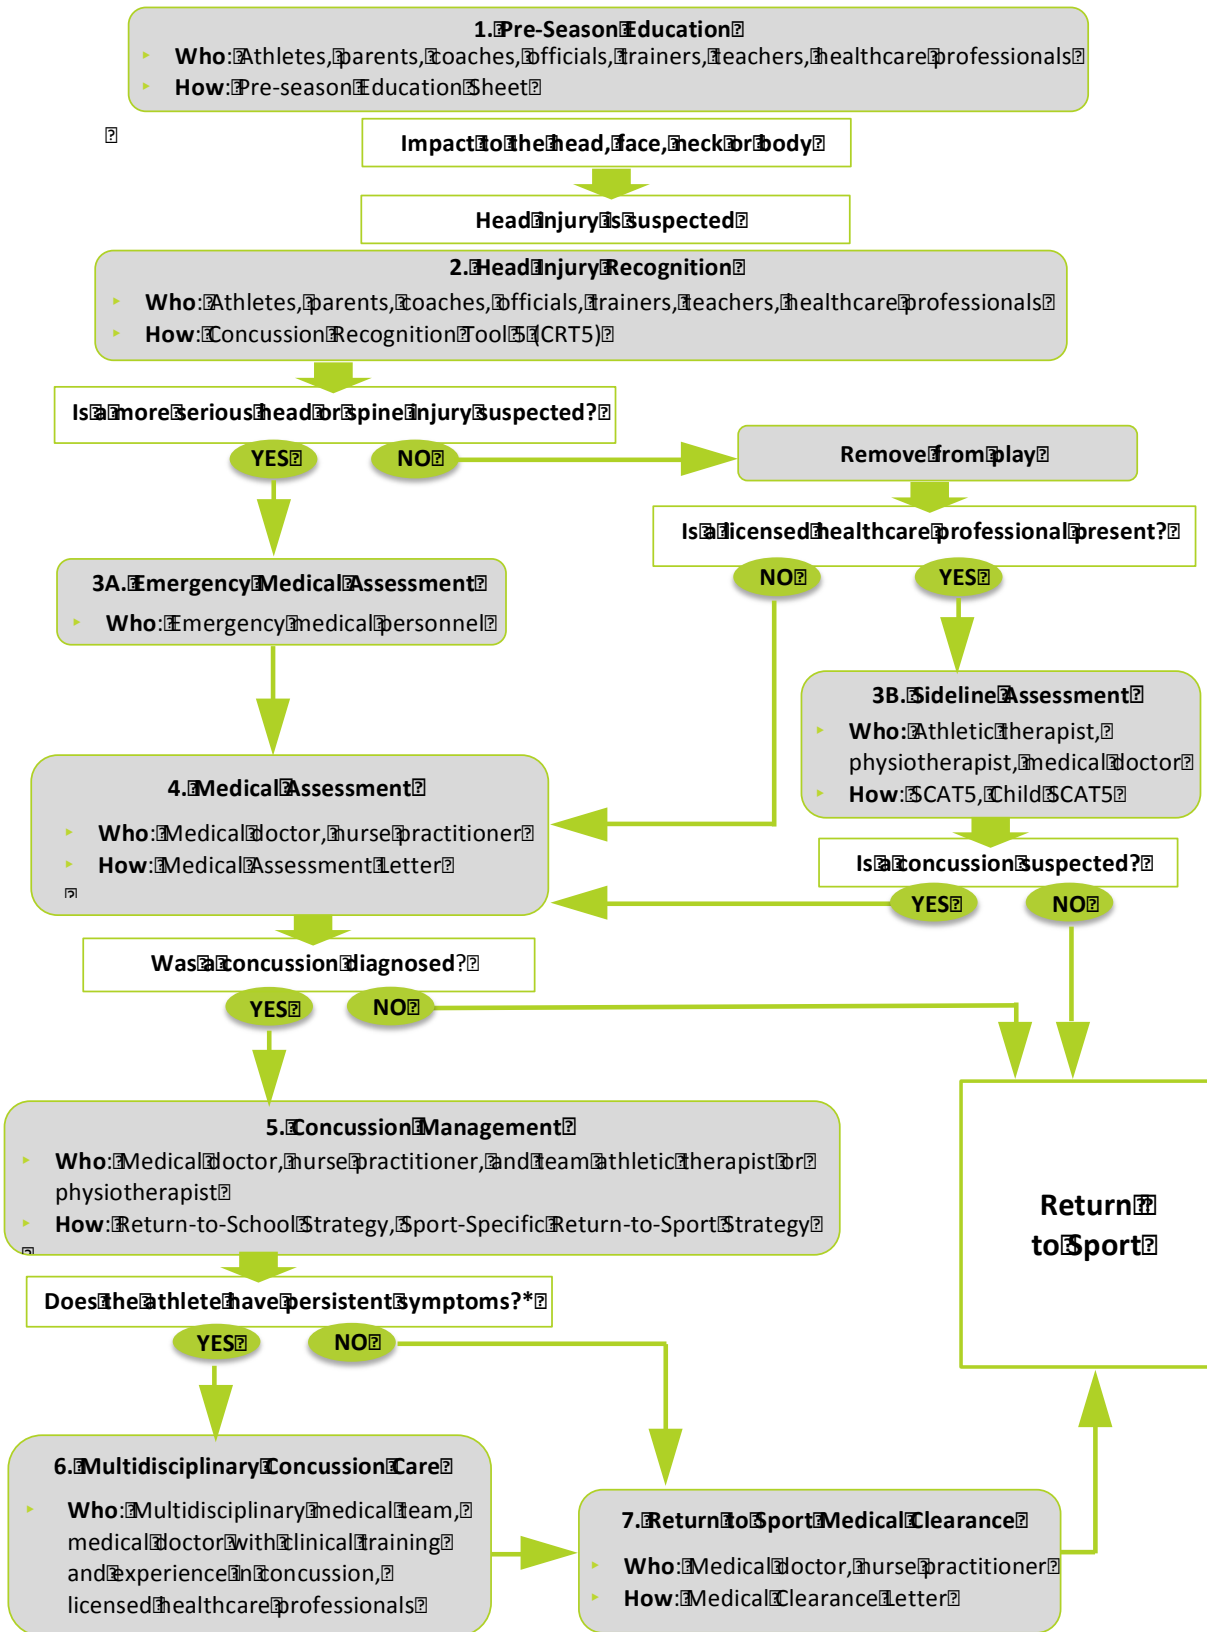 1. Pre-Season Education
▸ Who: Athletes, parents, coaches, officials, trainers, teachers, healthcare professionals
▸ How: Pre-season Education Sheet
Impact to the head, face, neck or body
Head injury is suspected
2. Head Injury Recognition
▸ Who: Athletes, parents, coaches, officials, trainers, teachers, healthcare professionals
▸ How: Concussion Recognition Tool 5 (CRT5)
Is a more serious head or spine injury suspected?
YES
NO
Remove from play
Is a licensed healthcare professional present?
NO
YES
3A. Emergency Medical Assessment
▸ Who: Emergency medical personnel
3B. Sideline Assessment
▸ Who: Athletic therapist,
physiotherapist, medical doctor
▸ How: SCAT5, Child SCAT5
4. Medical Assessment
▸ Who: Medical doctor, nurse practitioner
▸ How: Medical Assessment Letter
Is a concussion suspected?
YES
NO
Was a concussion diagnosed?
YES
NO
5. Concussion Management
▸ Who: Medical doctor, nurse practitioner, and team athletic therapist or
physiotherapist
▸ How: Return-to-School Strategy, Sport-Specific Return-to-Sport Strategy
Return
to Sport
Does the athlete have persistent symptoms?*
YES
NO
6. Multidisciplinary Concussion Care
▸ Who: Multidisciplinary medical team,
medical doctor with clinical training
and experience in concussion,
licensed healthcare professionals
7. Return to Sport Medical Clearance
▸ Who: Medical doctor, nurse practitioner
▸ How: Medical Clearance Letter